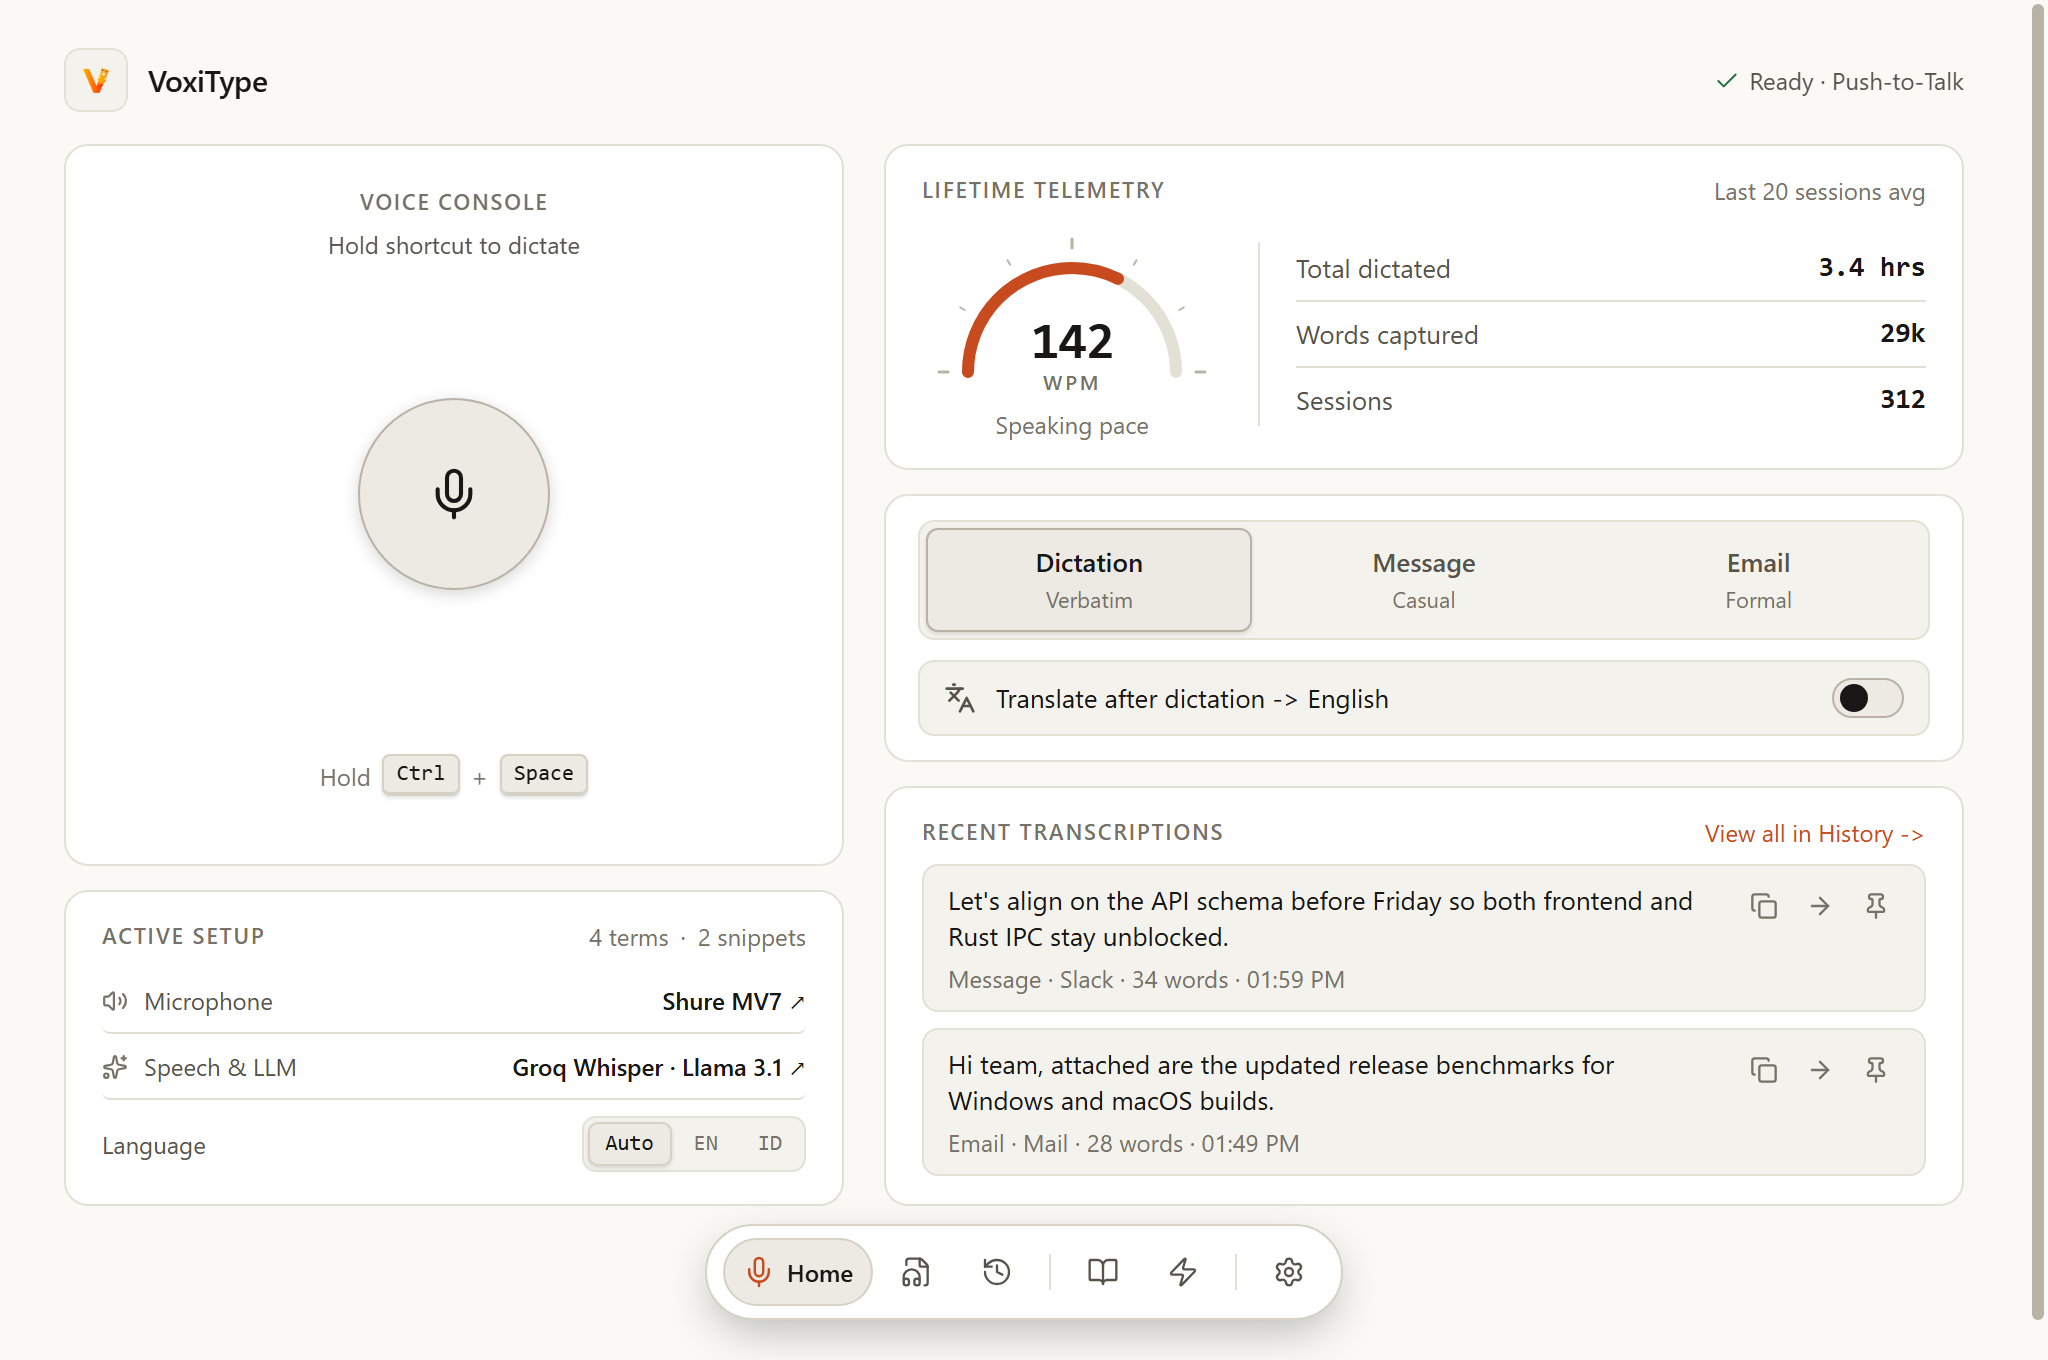 VoxiType
Ready · Push-to-Talk
VOICE CONSOLE
Hold shortcut to dictate
Hold Ctrl + Space
ACTIVE SETUP
4 terms · 2 snippets
Microphone
Shure MV7 ↗
Speech & LLM
Groq Whisper · Llama 3.1 ↗
Language
Auto EN ID
LIFETIME TELEMETRY
Last 20 sessions avg
142
WPM
Speaking pace
Total dictated
3.4 hrs
Words captured
29k
Sessions
312
Dictation
Verbatim
Message
Casual
Email
Formal
Translate after dictation -> English
RECENT TRANSCRIPTIONS
View all in History ->
Let's align on the API schema before Friday so both frontend and
Rust IPC stay unblocked.
Message · Slack · 34 words · 01:59 PM
Hi team, attached are the updated release benchmarks for
Windows and macOS builds.
Email · Mail · 28 words · 01:49 PM
Home